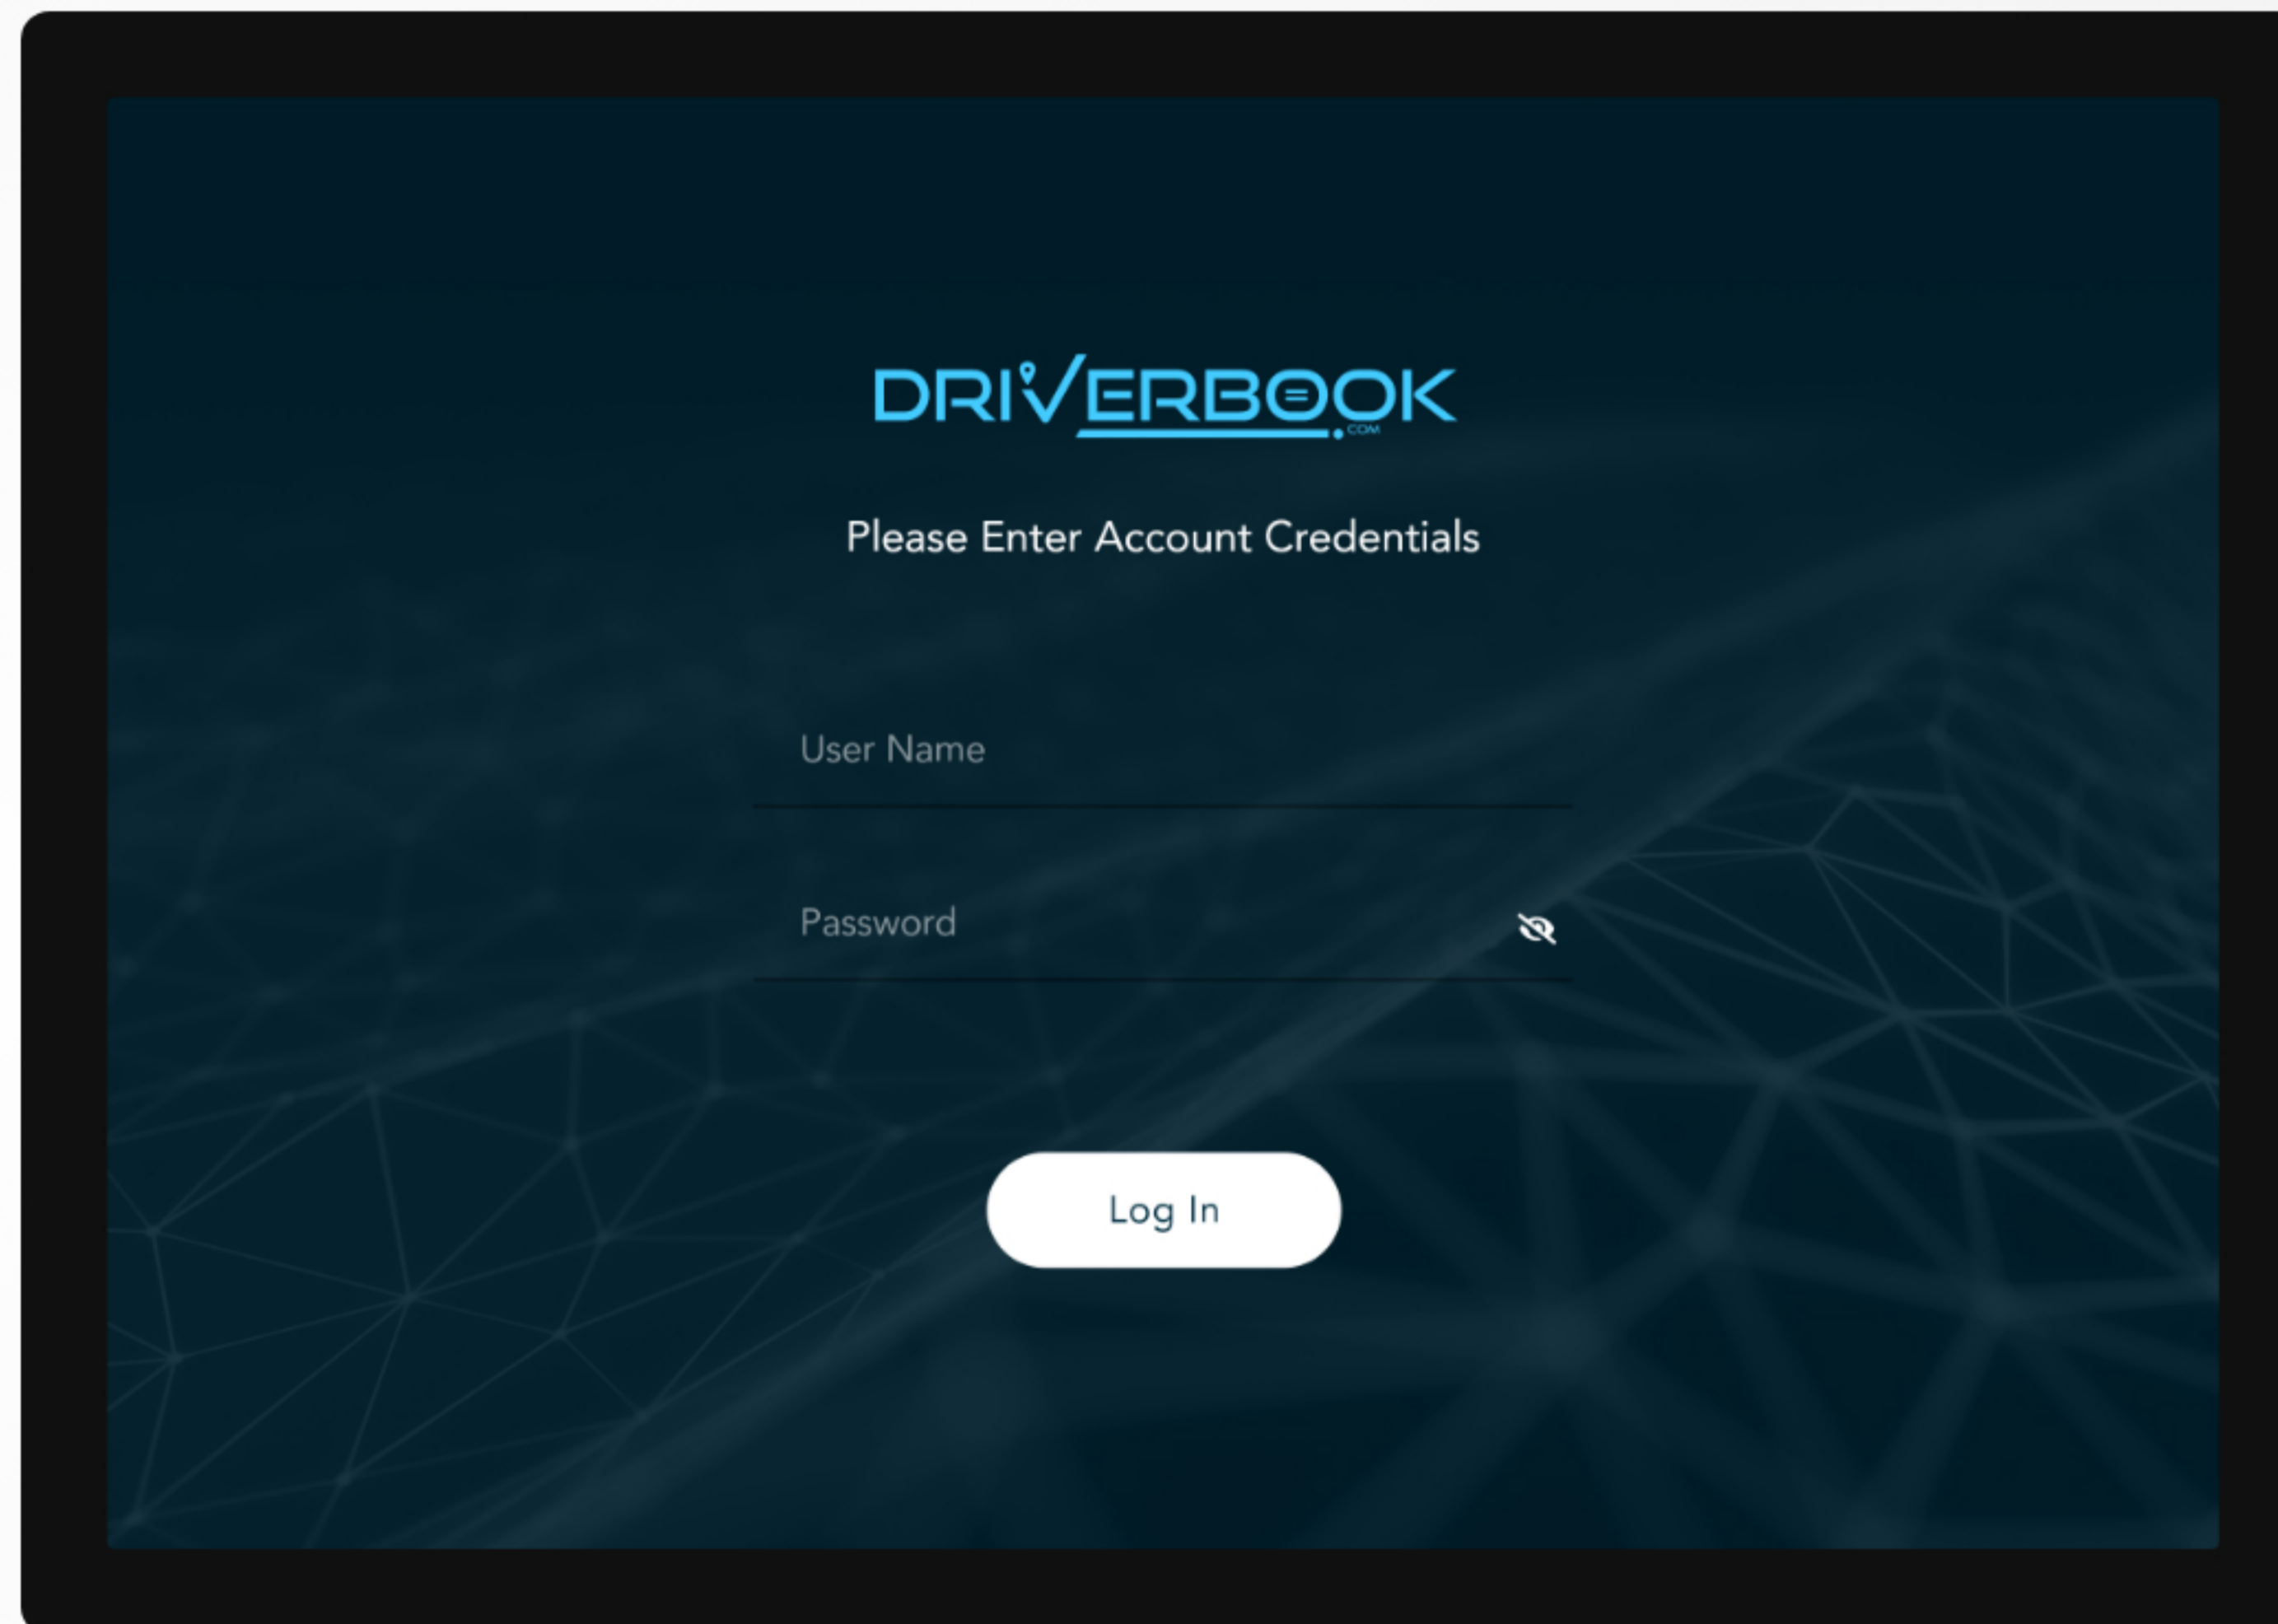 DRIVERBOOK
.COM
Please Enter Account Credentials
User Name
Password
Log In